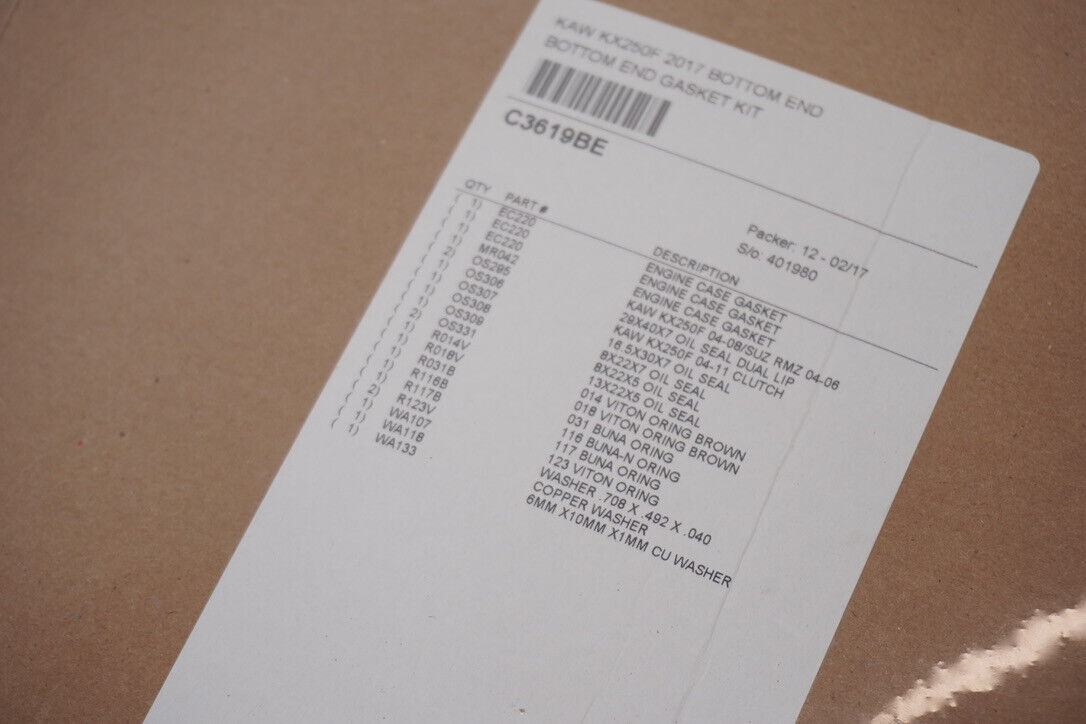 KAW KX250F 2017 BOTTOM END
BOTTOM END GASKET KIT
C3619BE
Packer: 12 - 02/17
S/o: 401980
QTY PART # DESCRIPTION
( 1) EC220 ENGINE CASE GASKET
( 1) EC220 ENGINE CASE GASKET
( 1) EC220 ENGINE CASE GASKET
( 1) MR042 KAW KX250F 04-08/SUZ RMZ 04-06
( 2) OS295 29X40X7 OIL SEAL DUAL LIP
( 1) OS306 KAW KX250F 04-11 CLUTCH
( 1) OS307 16.5X30X7 OIL SEAL
( 1) OS308 8X22X7 OIL SEAL
( 1) OS309 8X22X5 OIL SEAL
( 2) OS331 13X22X5 OIL SEAL
( 1) R014V 014 VITON ORING BROWN
( 1) R018V 018 VITON ORING BROWN
( 1) R031B 031 BUNA ORING
( 1) R116B 116 BUNA-N ORING
( 1) R117B 117 BUNA ORING
( 2) R123V 123 VITON ORING
( 1) WA107 WASHER .708 X .492 X .040
( 1) WA118 COPPER WASHER
( 1) WA133 6MM X10MM X1MM CU WASHER